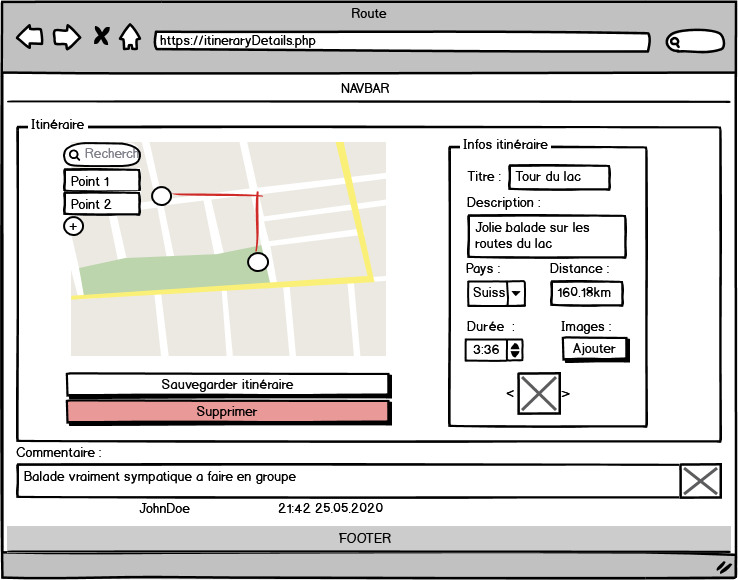 Route
https://itineraryDetails.php
NAVBAR
Itinéraire
Recherch
Point 1
Point 2
+
Sauvegarder itinéraire
Supprimer
Infos itinéraire
Titre : Tour du lac
Description :
Jolie balade sur les
routes du lac
Pays : Distance :
Suiss 160.18km
Durée : Images :
3:36 Ajouter
< >
Commentaire :
Balade vraiment sympatique a faire en groupe
JohnDoe 21:42 25.05.2020
FOOTER